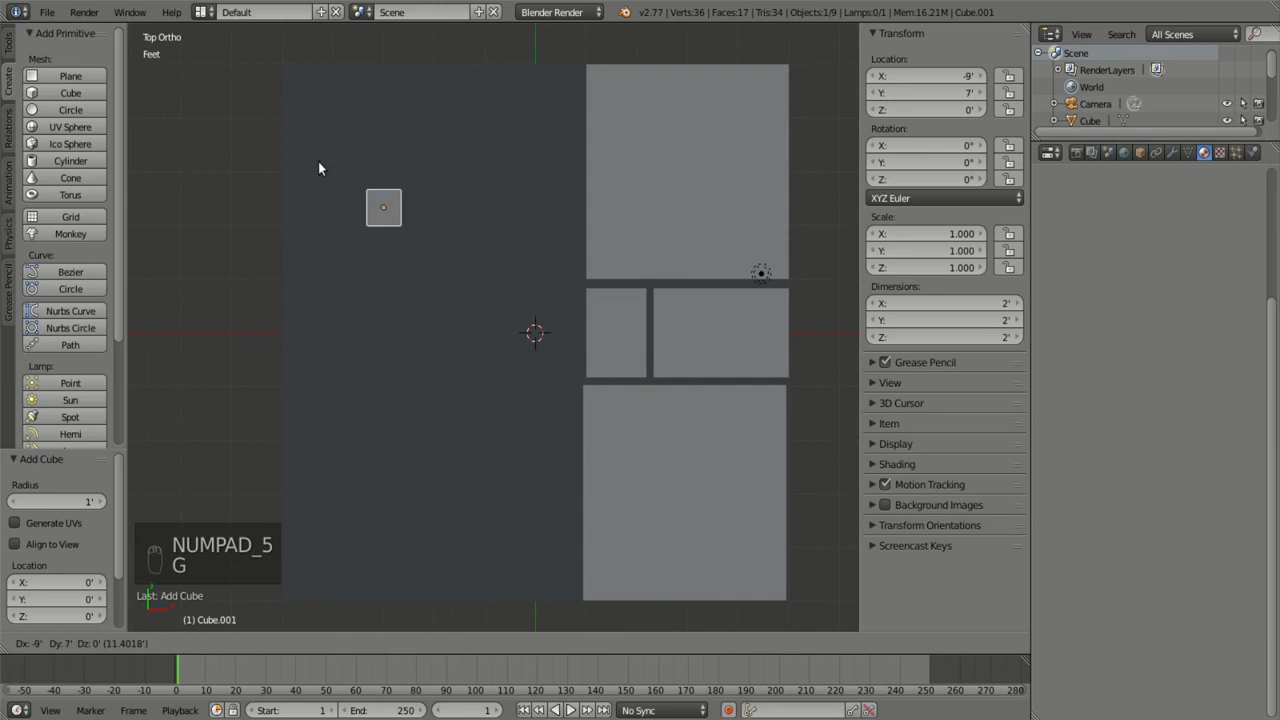 File Render Window Help Default Scene Blender Render v2.77 | Verts:36 | Faces:17 | Tris:34 | Objects:1/9 | Lamps:0/1 | Mem:16.21M | Cube.001
Tools
Create
Relations
Animation
Physics
Grease Pencil
Add Primitive
Mesh:
Plane
Cube
Circle
UV Sphere
Ico Sphere
Cylinder
Cone
Torus
Grid
Monkey
Curve:
Bezier
Circle
Nurbs Curve
Nurbs Circle
Path
Lamp:
Point
Sun
Spot
Hemi
Add Cube
Radius
1'
Generate UVs
Align to View
Location
X: 0'
Y: 0'
Z: 0'
Top Ortho
Feet
NUMPAD_5
G
Last: Add Cube
(1) Cube.001
Transform
Location:
X: -9'
Y: 7'
Z: 0'
Rotation:
X: 0°
Y: 0°
Z: 0°
XYZ Euler
Scale:
X: 1.000
Y: 1.000
Z: 1.000
Dimensions:
X: 2'
Y: 2'
Z: 2'
Grease Pencil
View
3D Cursor
Item
Display
Shading
Motion Tracking
Background Images
Transform Orientations
Screencast Keys
View Search All Scenes
Scene
RenderLayers
World
Camera
Cube
Dx: -9' Dy: 7' Dz: 0' (11.4018')
-50 -40 -30 -20 -10 0 10 20 30 40 50 60 70 80 90 100 110 120 130 140 150 160 170 180 190 200 210 220 230 240 250 260 270 280
View Marker Frame Playback Start: 1 End: 250 1 No Sync